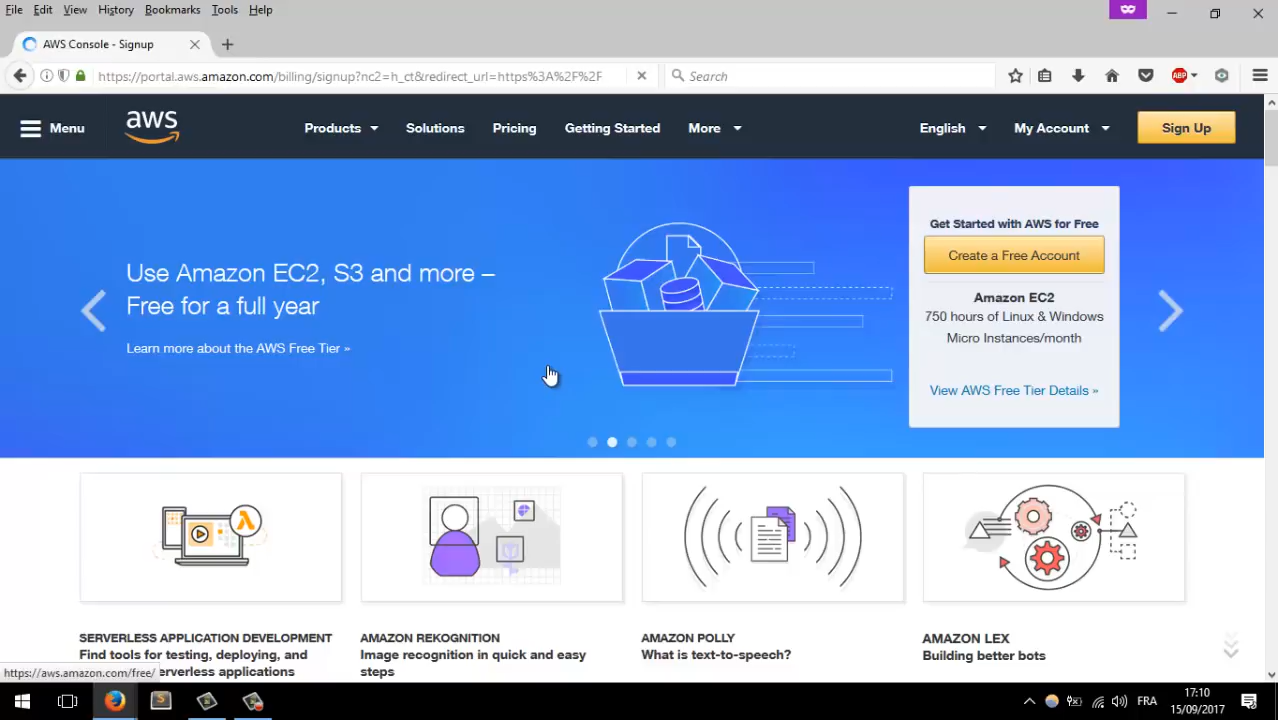 File Edit View History Bookmarks Tools Help
AWS Console - Signup
https://portal.aws.amazon.com/billing/signup?nc2=h_ct&redirect_url=https%3A%2F%2F
Search
ABP
Menu
aws
Products
Solutions
Pricing
Getting Started
More
English
My Account
Sign Up
Use Amazon EC2, S3 and more –
Free for a full year
Learn more about the AWS Free Tier »
Get Started with AWS for Free
Create a Free Account
Amazon EC2
750 hours of Linux & Windows
Micro Instances/month
View AWS Free Tier Details »
SERVERLESS APPLICATION DEVELOPMENT
Find tools for testing, deploying, and
erverless applications
AMAZON REKOGNITION
Image recognition in quick and easy
steps
AMAZON POLLY
What is text-to-speech?
AMAZON LEX
Building better bots
https://aws.amazon.com/free/
FRA
17:10
15/09/2017